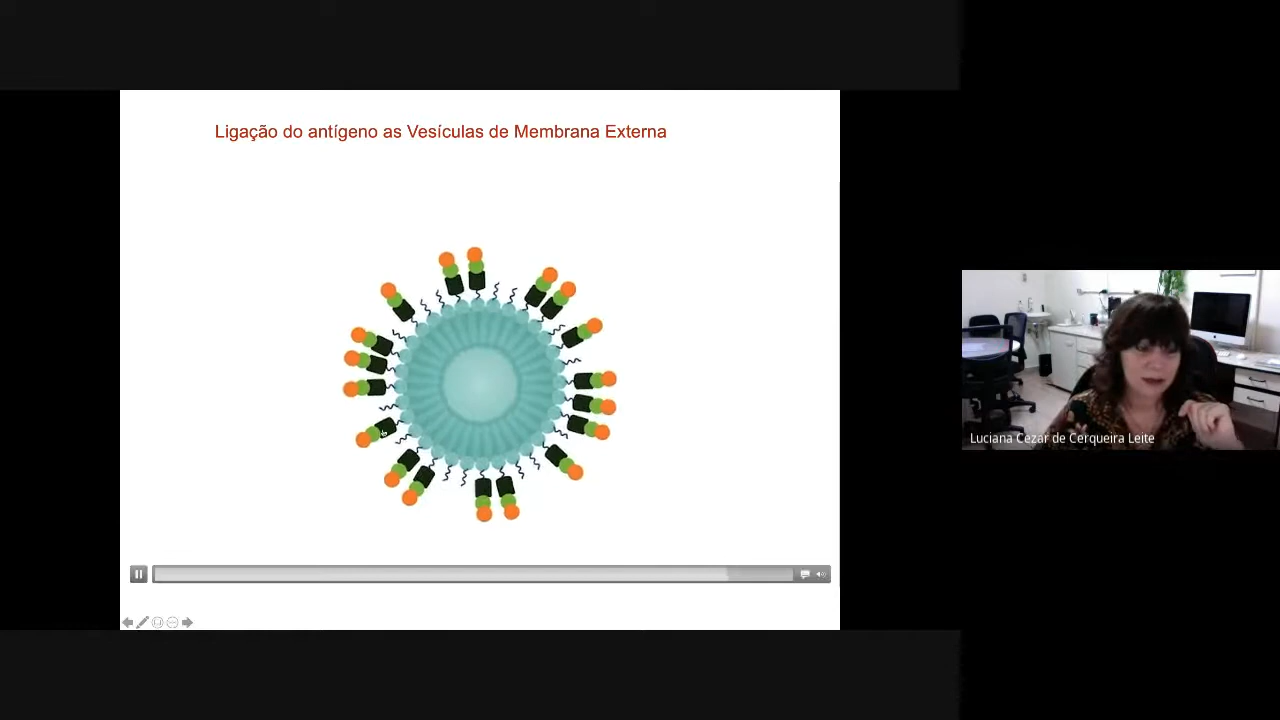 Ligação do antígeno as Vesículas de Membrana Externa
Luciana Cezar de Cerqueira Leite